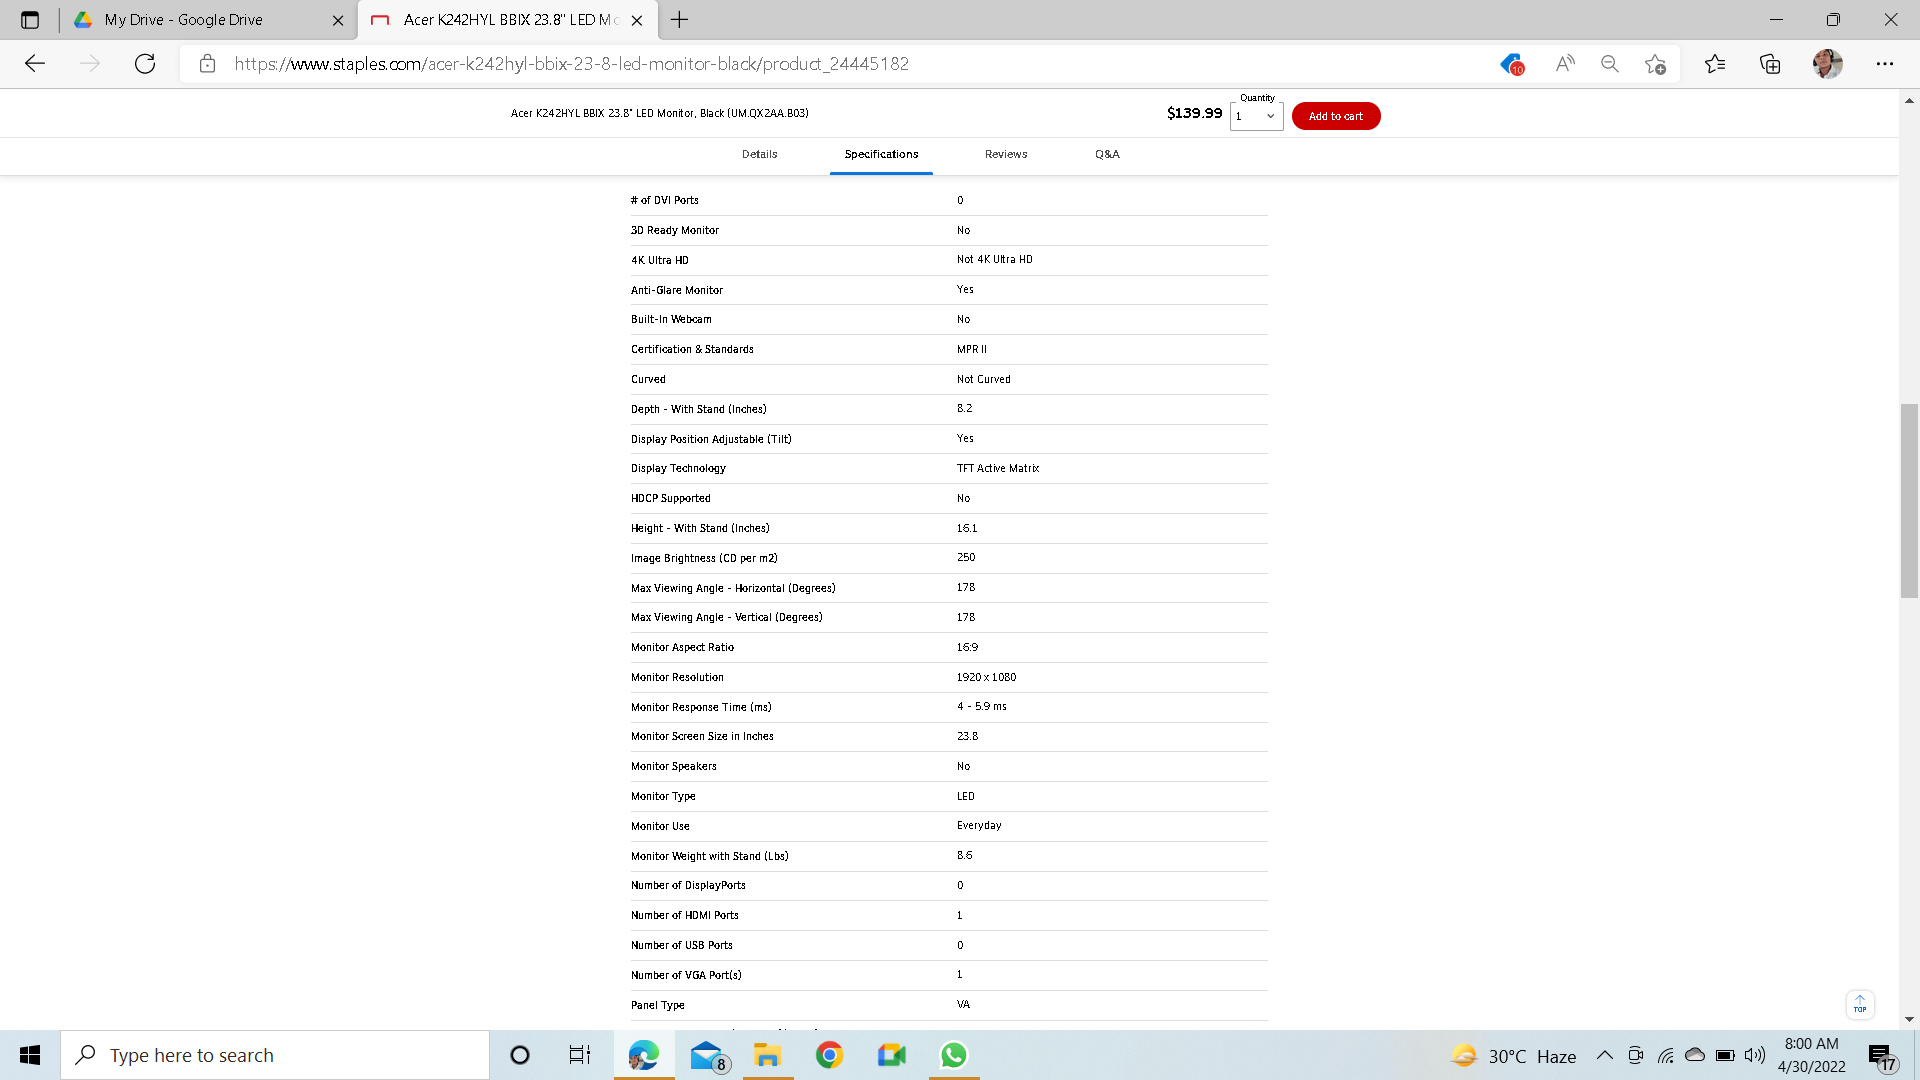 My Drive - Google Drive
Acer K242HYL BBIX 23.8" LED Mo
https://www.staples.com/acer-k242hyl-bbix-23-8-led-monitor-black/product_24445182
10
Acer K242HYL BBIX 23.8" LED Monitor, Black (UM.QX2AA.B03)
$139.99
Quantity
1
Add to cart
Details
Specifications
Reviews
Q&A
# of DVI Ports 0
3D Ready Monitor No
4K Ultra HD Not 4K Ultra HD
Anti-Glare Monitor Yes
Built-In Webcam No
Certification & Standards MPR II
Curved Not Curved
Depth - With Stand (Inches) 8.2
Display Position Adjustable (Tilt) Yes
Display Technology TFT Active Matrix
HDCP Supported No
Height - With Stand (Inches) 16.1
Image Brightness (CD per m2) 250
Max Viewing Angle - Horizontal (Degrees) 178
Max Viewing Angle - Vertical (Degrees) 178
Monitor Aspect Ratio 16:9
Monitor Resolution 1920 x 1080
Monitor Response Time (ms) 4 - 5.9 ms
Monitor Screen Size in Inches 23.8
Monitor Speakers No
Monitor Type LED
Monitor Use Everyday
Monitor Weight with Stand (Lbs) 8.6
Number of DisplayPorts 0
Number of HDMI Ports 1
Number of USB Ports 0
Number of VGA Port(s) 1
Panel Type VA
TOP
Type here to search
8
30°C Haze
8:00 AM
4/30/2022
17